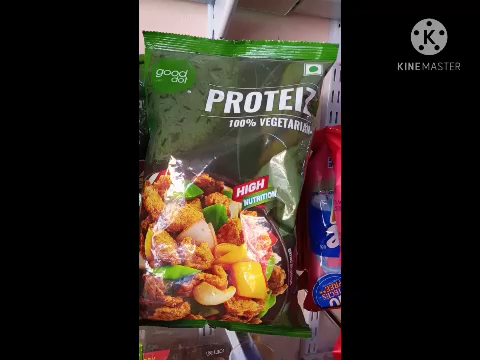 good
dot
PROTEIZ
100% VEGETARIAN
HIGH
NUTRITION
KINEMASTER